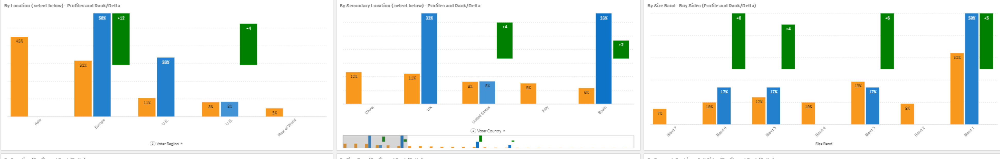 By Location ( select below) - Profiles and Rank/Delta
58%
+12
+4
45%
32%
33%
11%
8%
8%
5%
Asia
Europe
U.K.
U.S.
Rest of World
2 Voter Region
By Secondary Location ( select below) - Profiles and Rank/Delta
33%
33%
+4
+2
12%
11%
8%
8%
8%
6%
China
UK
United States
Italy
Spain
2 Voter Country
By Size Band - Buy Sides (Profile and Rank/Delta)
+6
+4
+6
50%
+5
32%
19%
17%
17%
17%
12%
10%
10%
9%
7%
Band 7
Band 6
Band 5
Band 4
Band 3
Band 2
Band 1
Size Band